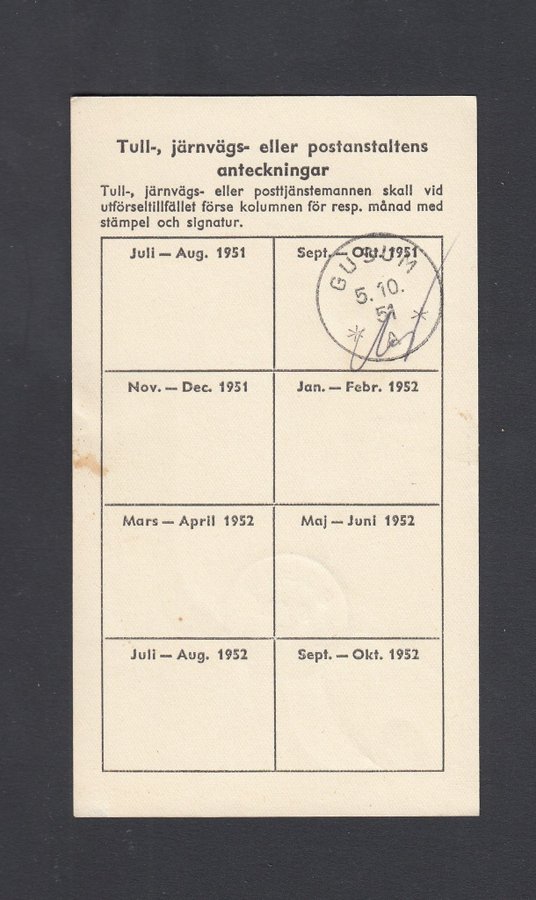 Tull-, järnvägs- eller postanstaltens
anteckningar
Tull-, järnvägs- eller posttjänstemannen skall vid
utförseltillfället förse kolumnen för resp. månad med
stämpel och signatur.
Juli — Aug. 1951
Sept. — Okt. 1951
GUSUM
5.10.
51
* A *
Nov. — Dec. 1951
Jan. — Febr. 1952
Mars — April 1952
Maj — Juni 1952
Juli — Aug. 1952
Sept. — Okt. 1952